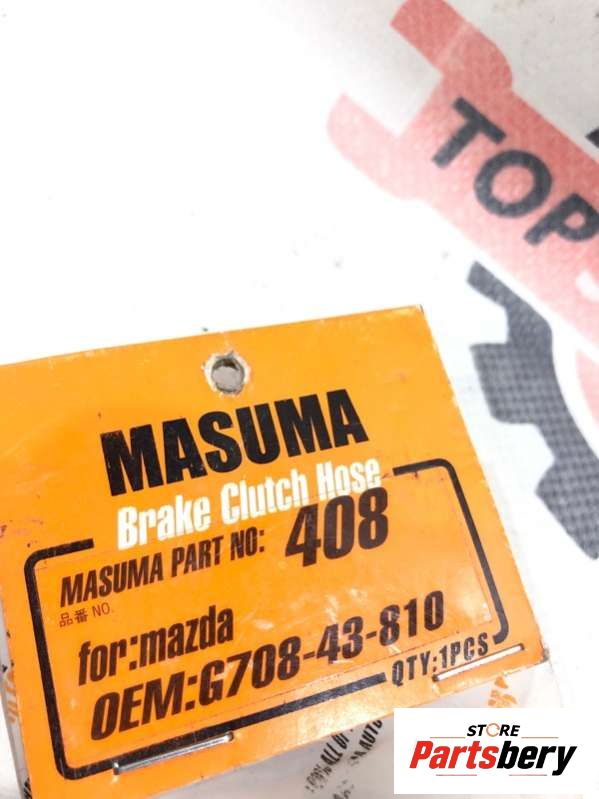 TOP
MASUMA
Brake Clutch Hose
MASUMA PART NO: 408
品番 NO.
for:mazda
OEM:G708-43-810
QTY:1PCS
STORE
Partsbery